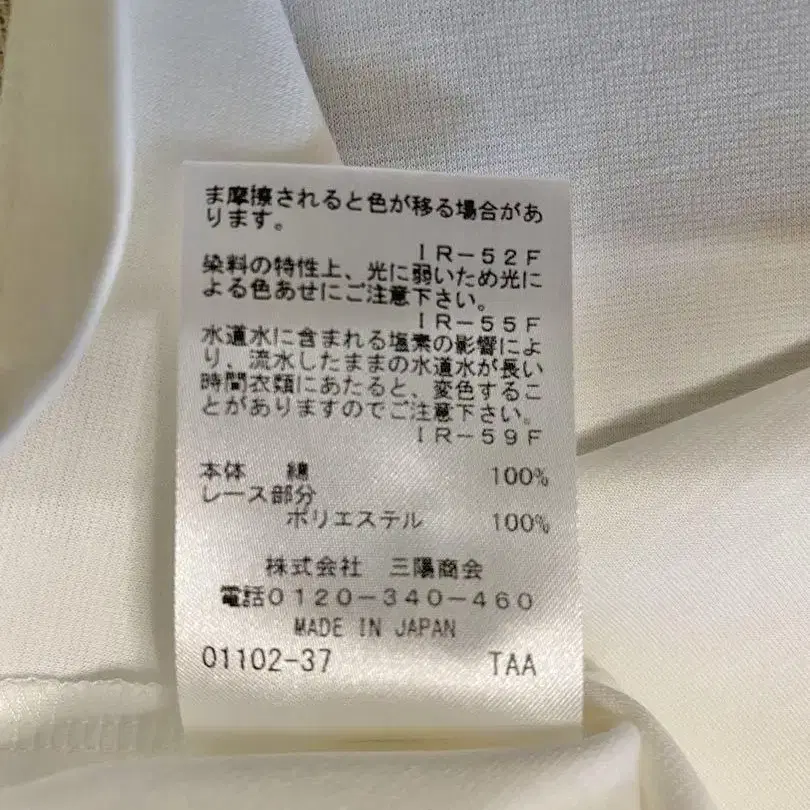 ま摩擦されると色が移る場合があ
ります。
IR－52F
染料の特性上、光に弱いため光に
よる色あせにご注意下さい。
IR－55F
水道水に含まれる塩素の影響によ
り、流水したままの水道水が長い
時間衣類にあたると、変色するこ
とがありますのでご注意下さい。
IR－59F
本体 綿 100%
レース部分
ポリエステル 100%
株式会社 三陽商会
電話0120－340－460
MADE IN JAPAN
01102-37 TAA